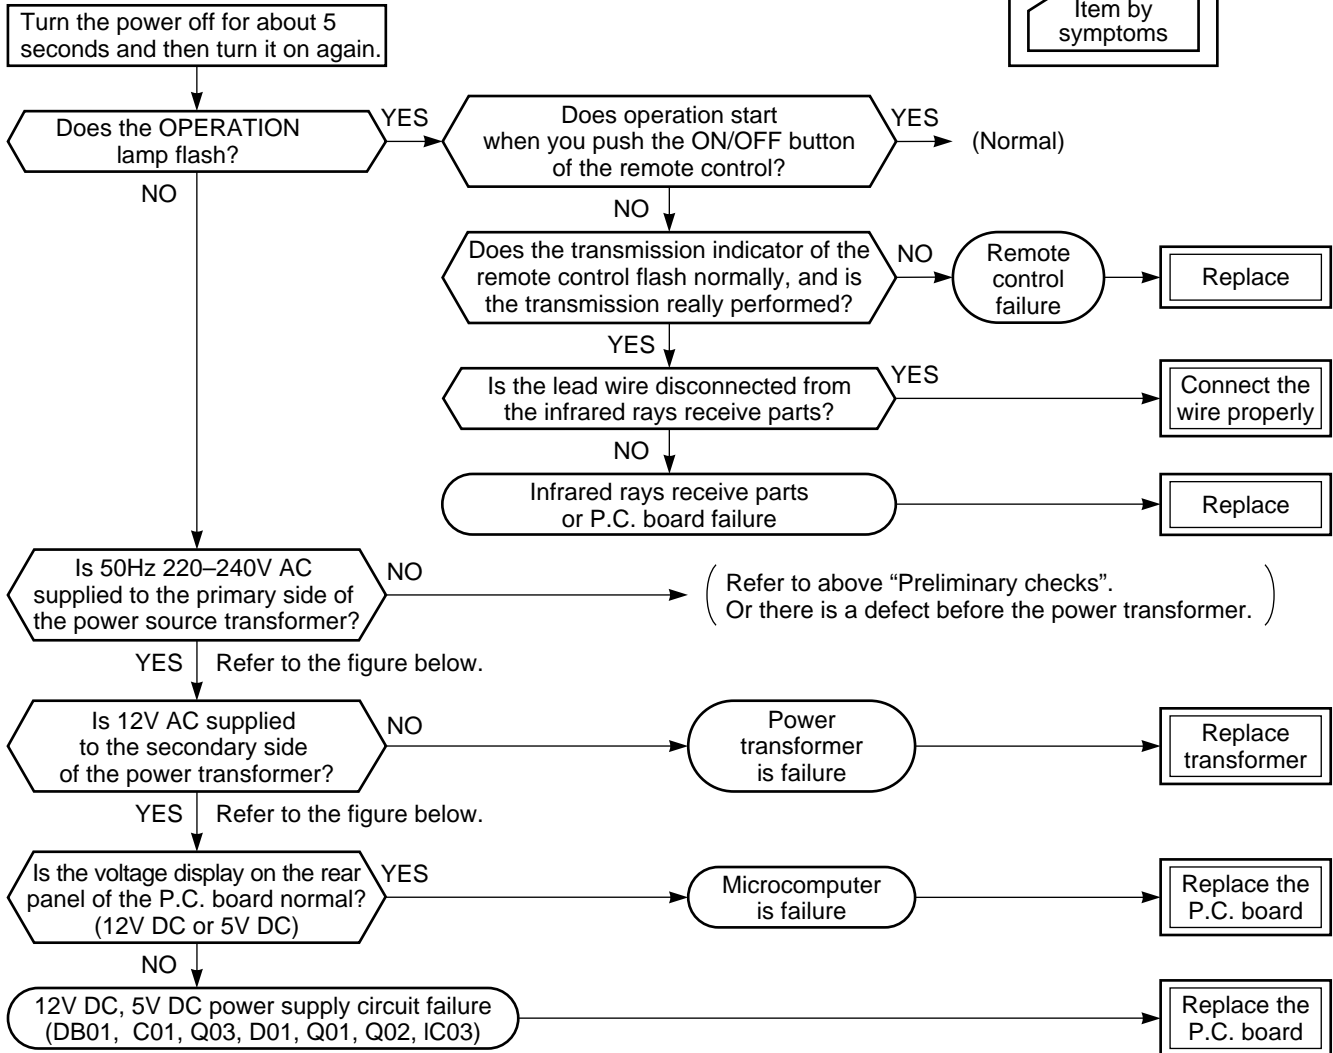 Turn the power off for about 5
seconds and then turn it on again.
Item by
symptoms
Does the OPERATION
lamp flash?
YES
Does operation start
when you push the ON/OFF button
of the remote control?
YES
(Normal)
NO
NO
Does the transmission indicator of the
remote control flash normally, and is
the transmission really performed?
NO
Remote
control
failure
Replace
YES
Is the lead wire disconnected from
the infrared rays receive parts?
YES
Connect the
wire properly
NO
Infrared rays receive parts
or P.C. board failure
Replace
Is 50Hz 220–240V AC
supplied to the primary side of
the power source transformer?
NO
Refer to above “Preliminary checks”.
Or there is a defect before the power transformer.
YES
Refer to the figure below.
Is 12V AC supplied
to the secondary side
of the power transformer?
NO
Power
transformer
is failure
Replace
transformer
YES
Refer to the figure below.
Is the voltage display on the rear
panel of the P.C. board normal?
(12V DC or 5V DC)
YES
Microcomputer
is failure
Replace the
P.C. board
NO
12V DC, 5V DC power supply circuit failure
(DB01, C01, Q03, D01, Q01, Q02, IC03)
Replace the
P.C. board